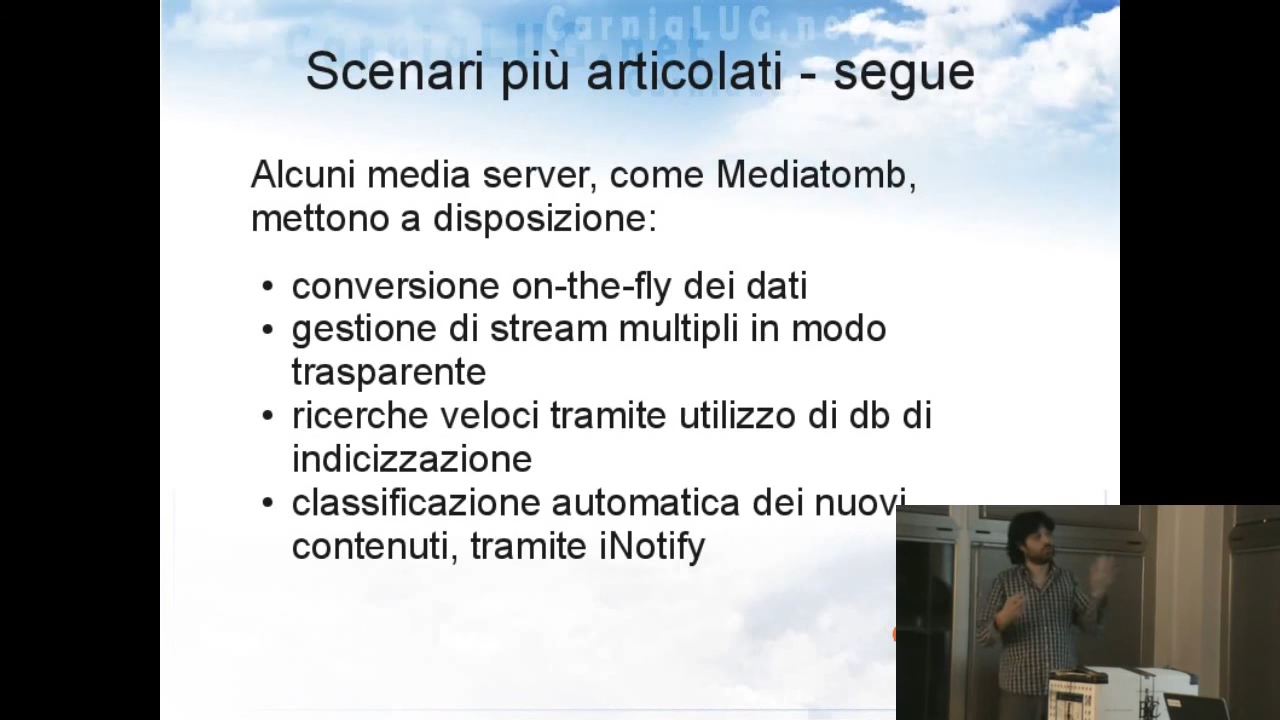 CarniaLUG.net
Scenari più articolati - segue
Alcuni media server, come Mediatomb,
mettono a disposizione:
• conversione on-the-fly dei dati
• gestione di stream multipli in modo
trasparente
• ricerche veloci tramite utilizzo di db di
indicizzazione
• classificazione automatica dei nuovi
contenuti, tramite iNotify